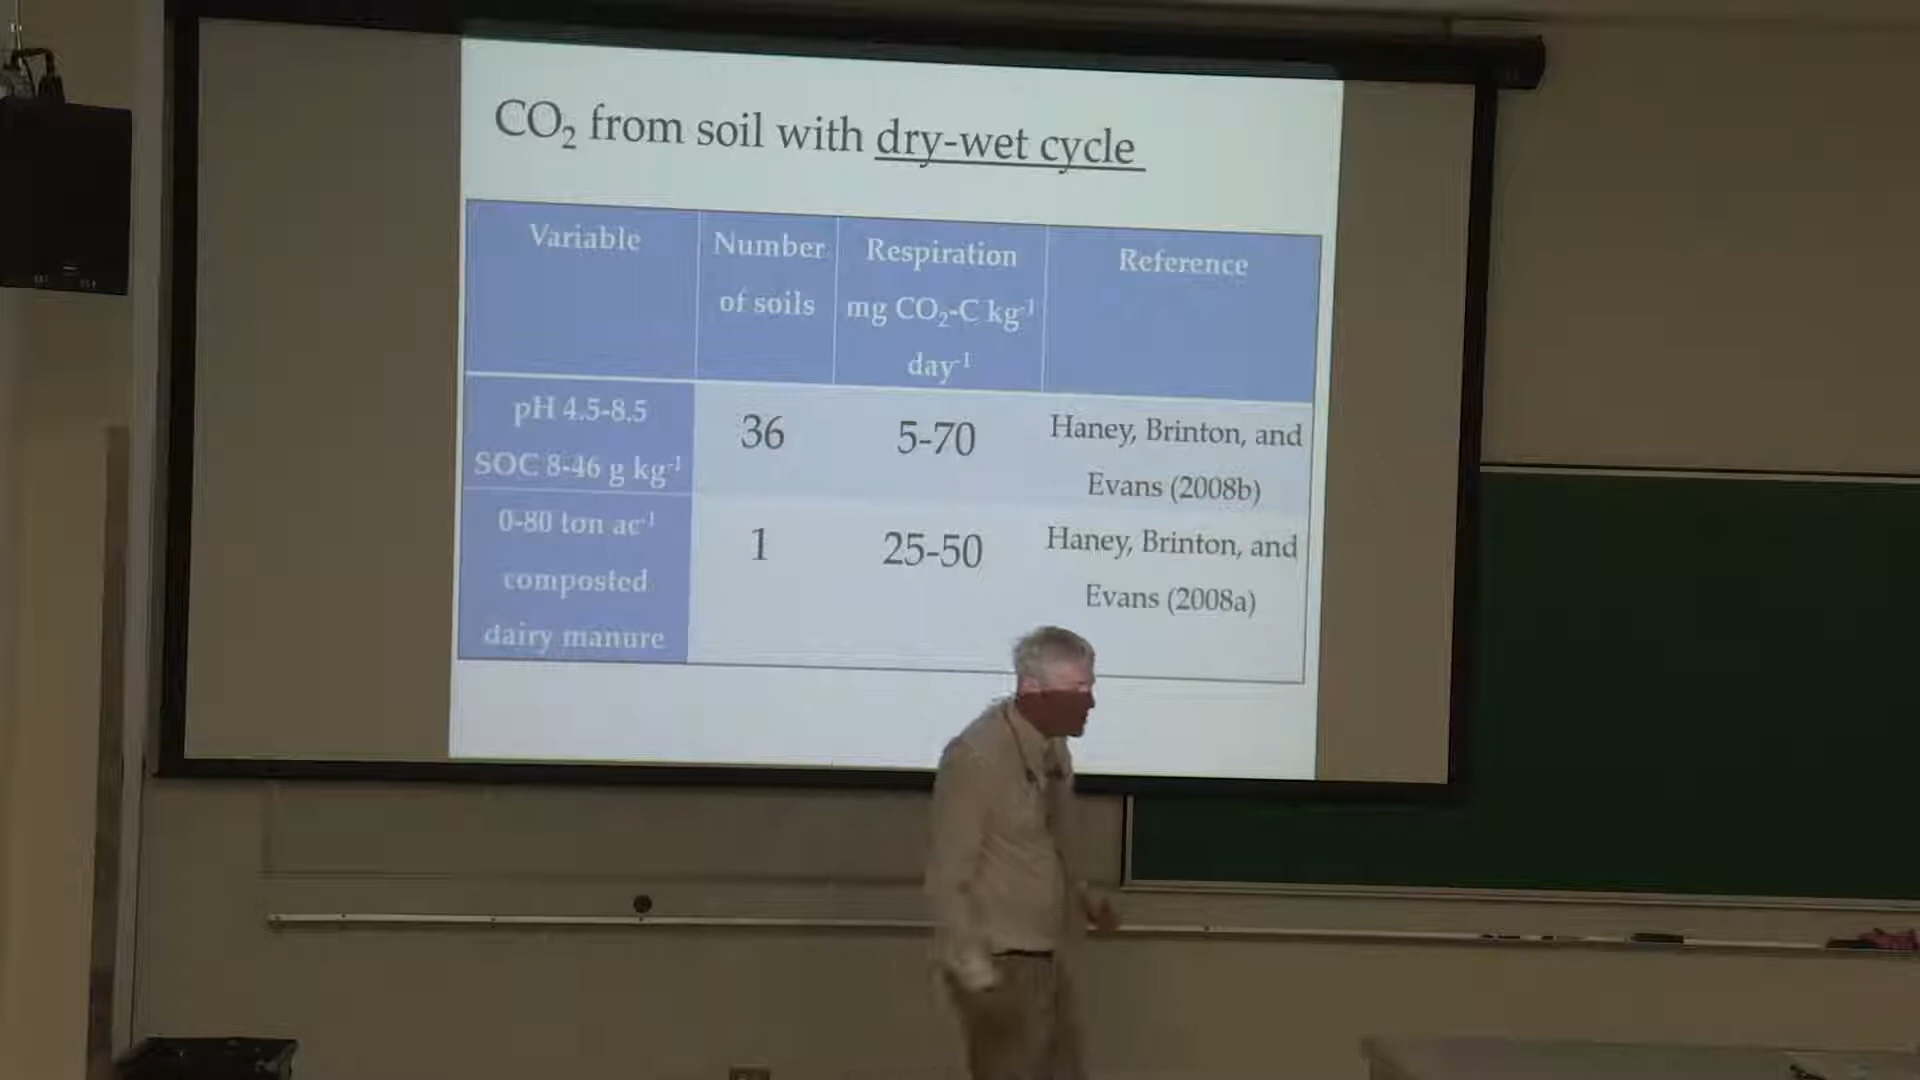 CO₂ from soil with dry-wet cycle
Variable
Number
of soils
Respiration
mg CO₂-C kg⁻¹
day⁻¹
Reference
pH 4.5-8.5
SOC 8-46 g kg⁻¹
36
5-70
Haney, Brinton, and
Evans (2008b)
0-80 ton ac⁻¹
composted
dairy manure
1
25-50
Haney, Brinton, and
Evans (2008a)